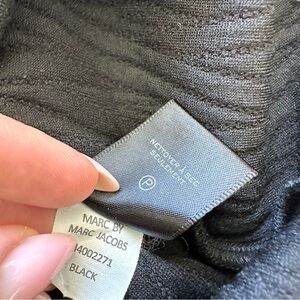 NETTOYER À SEC
SEULEMENT
P
MARC BY
MARC JACOBS
M4002271
BLACK